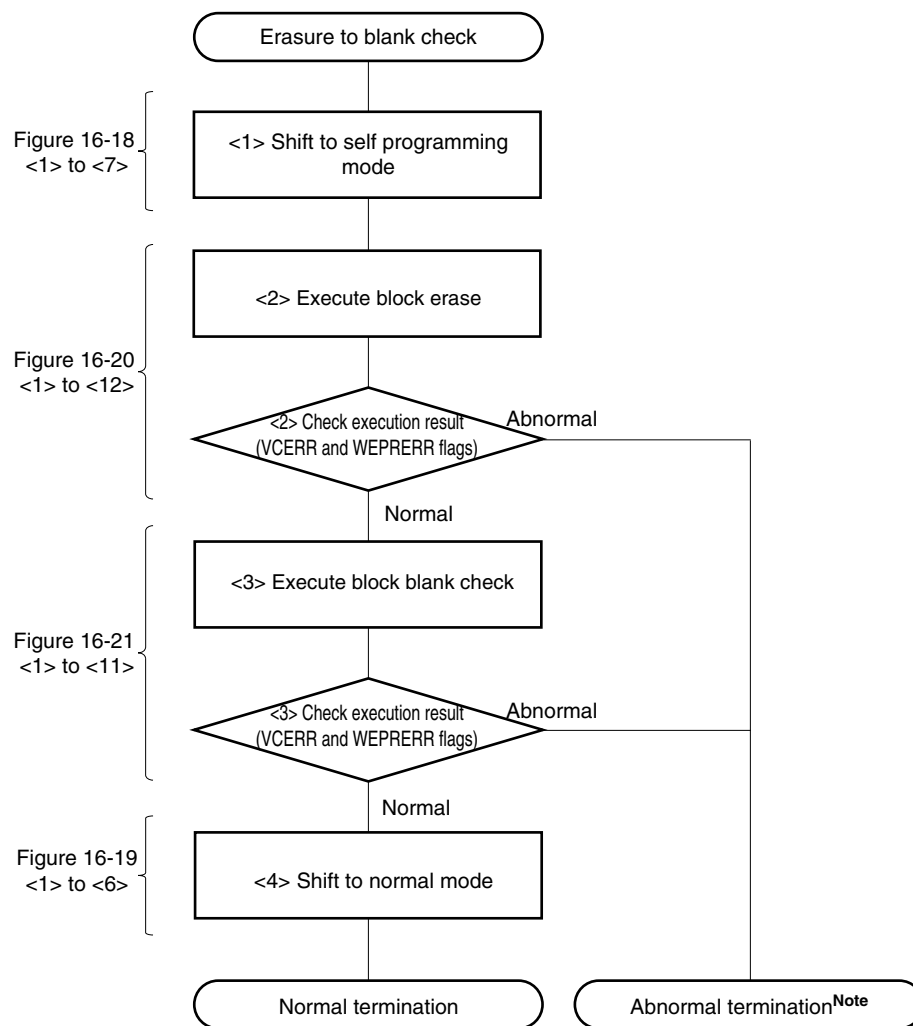 Erasure to blank check
Figure 16-18
<1> to <7>
<1> Shift to self programming
mode
Figure 16-20
<1> to <12>
<2> Execute block erase
<2> Check execution result
(VCERR and WEPRERR flags)
Abnormal
Normal
Figure 16-21
<1> to <11>
<3> Execute block blank check
<3> Check execution result
(VCERR and WEPRERR flags)
Abnormal
Normal
Figure 16-19
<1> to <6>
<4> Shift to normal mode
Normal termination
Abnormal terminationNote